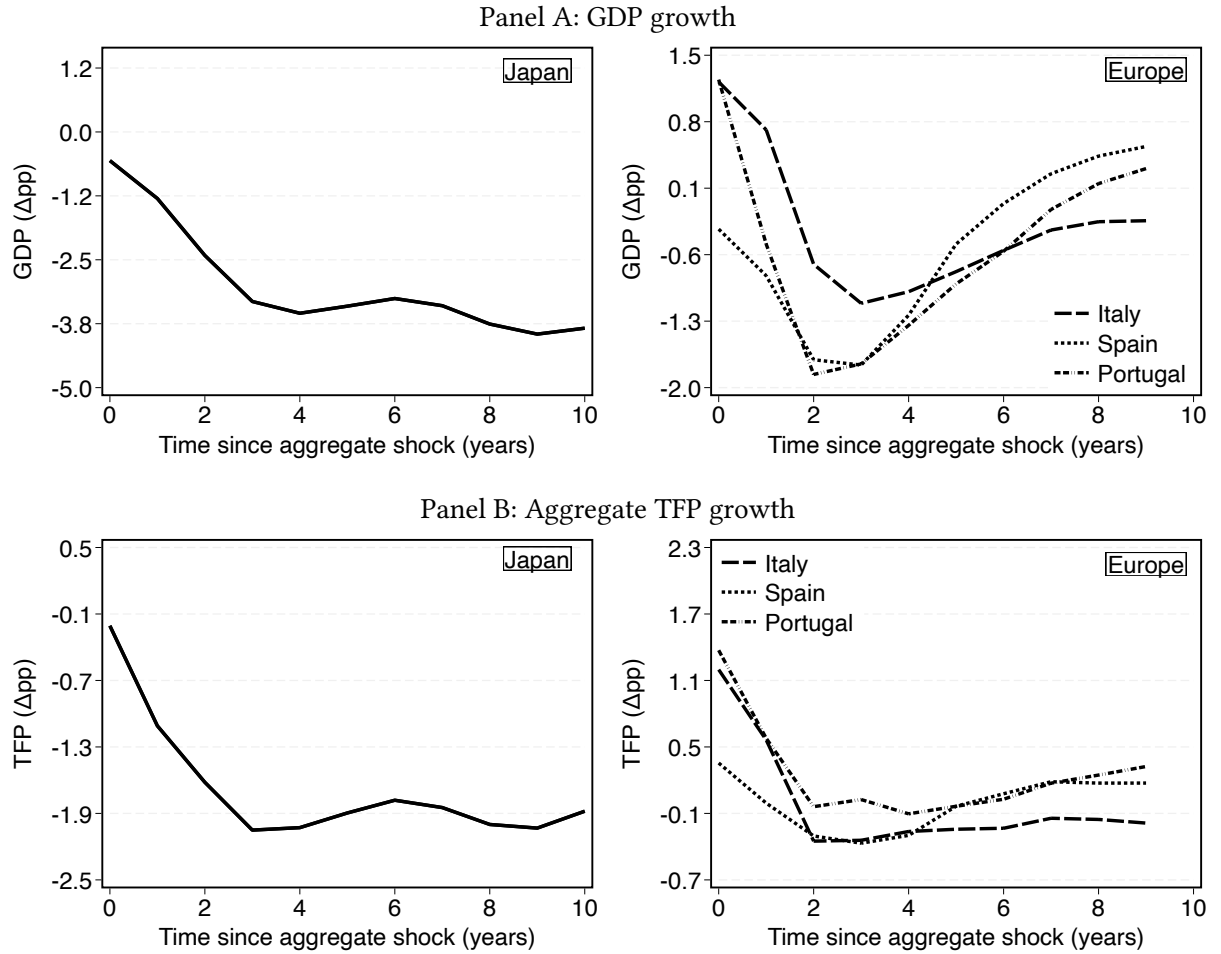 Panel A: GDP growth
Japan
1.2
0.0
-1.2
-2.5
-3.8
-5.0
GDP (Δpp)
0 2 4 6 8 10
Time since aggregate shock (years)
Europe
1.5
0.8
0.1
-0.6
-1.3
-2.0
GDP (Δpp)
Italy
Spain
Portugal
0 2 4 6 8 10
Time since aggregate shock (years)
Panel B: Aggregate TFP growth
Japan
0.5
-0.1
-0.7
-1.3
-1.9
-2.5
TFP (Δpp)
0 2 4 6 8 10
Time since aggregate shock (years)
Europe
2.3
1.7
1.1
0.5
-0.1
-0.7
TFP (Δpp)
Italy
Spain
Portugal
0 2 4 6 8 10
Time since aggregate shock (years)